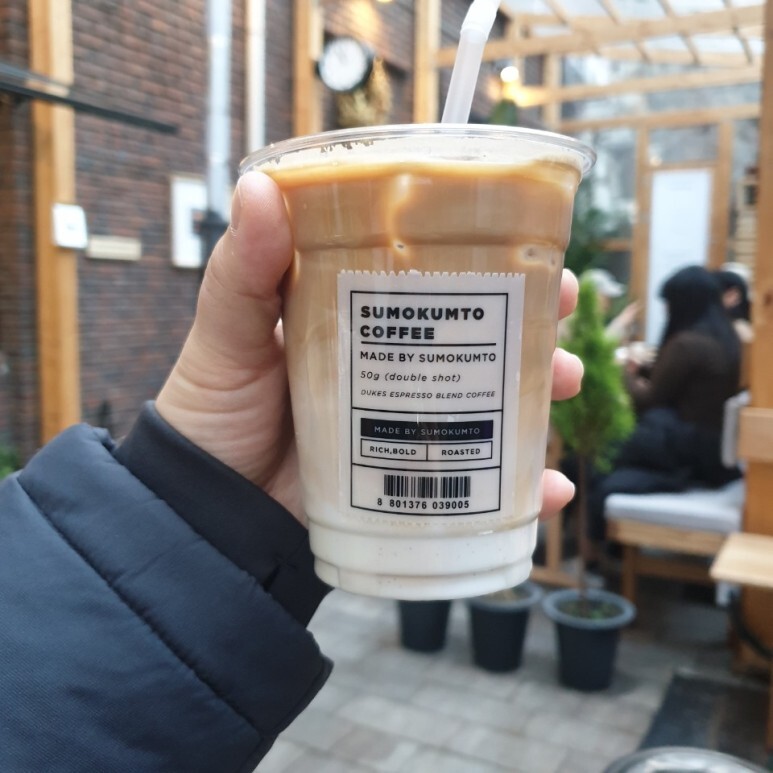 SUMOKUMTO
COFFEE
MADE BY SUMOKUMTO
50g (double shot)
DUKES ESPRESSO BLEND COFFEE
MADE BY SUMOKUMTO
RICH,BOLD ROASTED
8 801376 039005